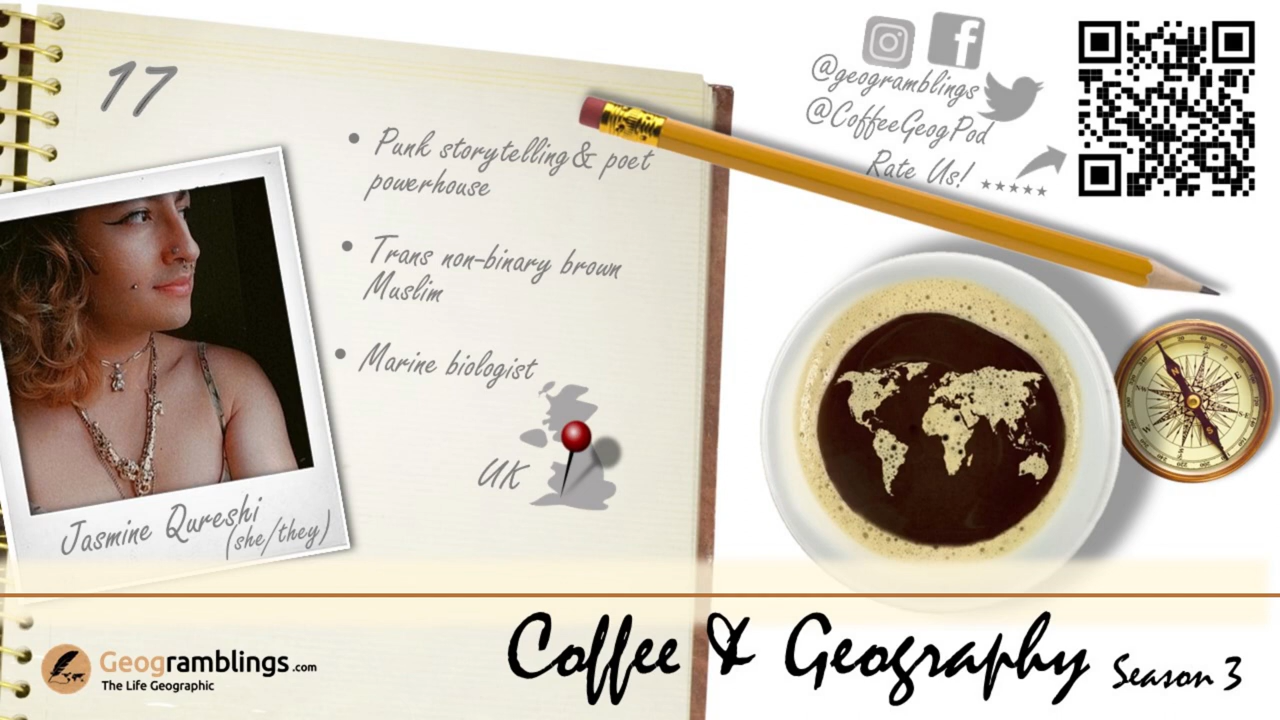 17
• Punk storytelling & poet
powerhouse
• Trans non-binary brown
Muslim
• Marine biologist
UK
Jasmine Qureshi
(she/they)
@geogramblings
@CoffeeGeogPod
Rate Us!
Geogramblings.com
The Life Geographic
Coffee & Geography Season 3